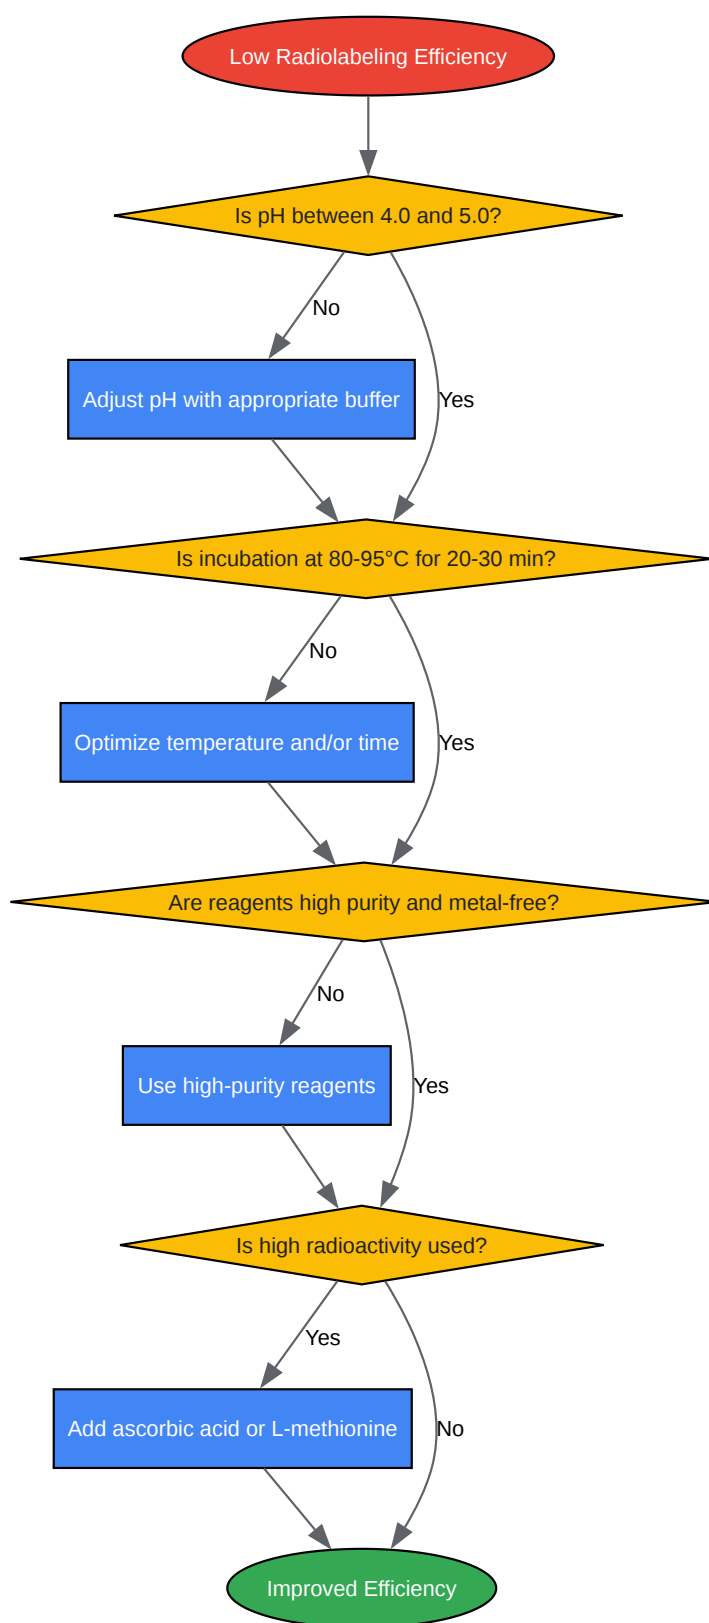 Low Radiolabeling Efficiency
Is pH between 4.0 and 5.0?
No
Adjust pH with appropriate buffer
Yes
Is incubation at 80-95°C for 20-30 min?
No
Optimize temperature and/or time
Yes
Are reagents high purity and metal-free?
No
Use high-purity reagents
Yes
Is high radioactivity used?
Yes
Add ascorbic acid or L-methionine
No
Improved Efficiency